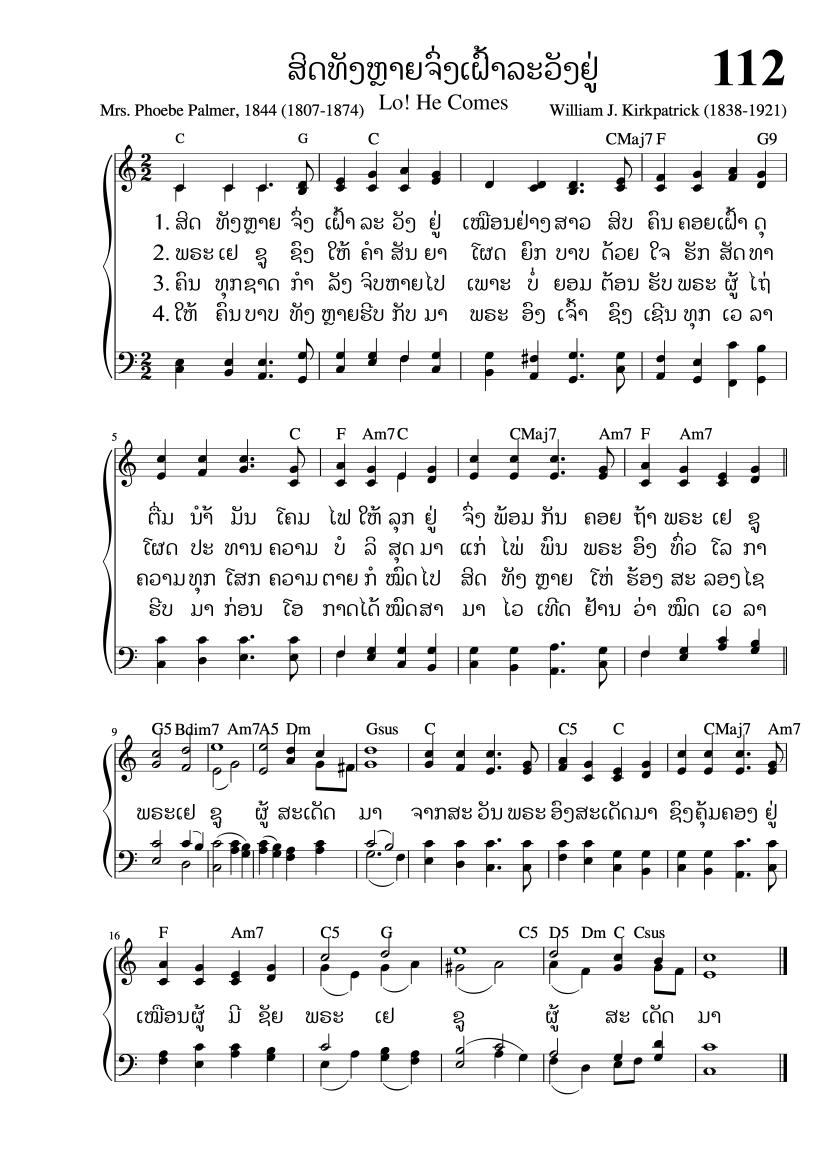 ສິດທັງຫຼາຍຈົ່ງເຝົ້າລະວັງຢູ່
112
Lo! He Comes
Mrs. Phoebe Palmer, 1844 (1807-1874)
William J. Kirkpatrick (1838-1921)
C G C CMaj7 F G9
1. ສິດ ທັງຫຼາຍ ຈົ່ງ ເຝົ້າ ລະ ວັງ ຢູ່ ເໝືອນຢ່າງ ສາວ ສິບ ຄົນ ຄອຍເຝົ້າ ດຸ
2. ພຣະ ເຢ ຊູ ຊົງ ໃຫ້ ຄຳ ສັນ ຍາ ໂຜດ ຍົກ ບາບ ດ້ວຍ ໃຈ ຮັກ ສັດ ທາ
3. ຄົນ ທຸກຊາດ ກຳ ລັງ ຈິບຫາຍໄປ ເພາະ ບໍ່ ຍອມ ຕ້ອນ ຮັບ ພຣະ ຜູ້ ໄຖ່
4. ໃຫ້ ຄົນ ບາບ ທັງ ຫຼາຍຮີບ ກັບ ມາ ພຣະ ອົງ ເຈົ້າ ຊົງ ເຊີນ ທຸກ ເວ ລາ
5 C F Am7 C CMaj7 Am7 F Am7
ຕື່ມ ນໍ້າ ມັນ ໂຄມ ໄຟ ໃຫ້ ລຸກ ຢູ່ ຈົ່ງ ພ້ອມ ກັນ ຄອຍ ຖ້າ ພຣະ ເຢ ຊູ
ໂຜດ ປະ ທານ ຄວາມ ບໍ ລິ ສຸດ ມາ ແກ່ ໄພ່ ພົນ ພຣະ ອົງ ທົ່ວ ໂລ ກາ
ຄວາມ ທຸກ ໂສກ ຄວາມ ຕາຍ ກໍ ໝົດ ໄປ ສິດ ທັງ ຫຼາຍ ໂຫ່ ຮ້ອງ ສະ ລອງ ໄຊ
ຮີບ ມາ ກ່ອນ ໂອ ກາດໄດ້ ໝົດສາ ມາ ໄວ ເທີດ ຢ້ານ ວ່າ ໝົດ ເວ ລາ
9 G5 Bdim7 Am7 A5 Dm Gsus C C5 C CMaj7 Am7
ພຣະເຢ ຊູ ຜູ້ ສະເດັດ ມາ ຈາກສະ ວັນ ພຣະ ອົງສະເດັດມາ ຊົງຄຸ້ມຄອງ ຢູ່
16 F Am7 C5 G C5 D5 Dm C Csus
ເໝືອນຜູ້ ມີ ຊັຍ ພຣະ ເຢ ຊູ ຜູ້ ສະ ເດັດ ມາ